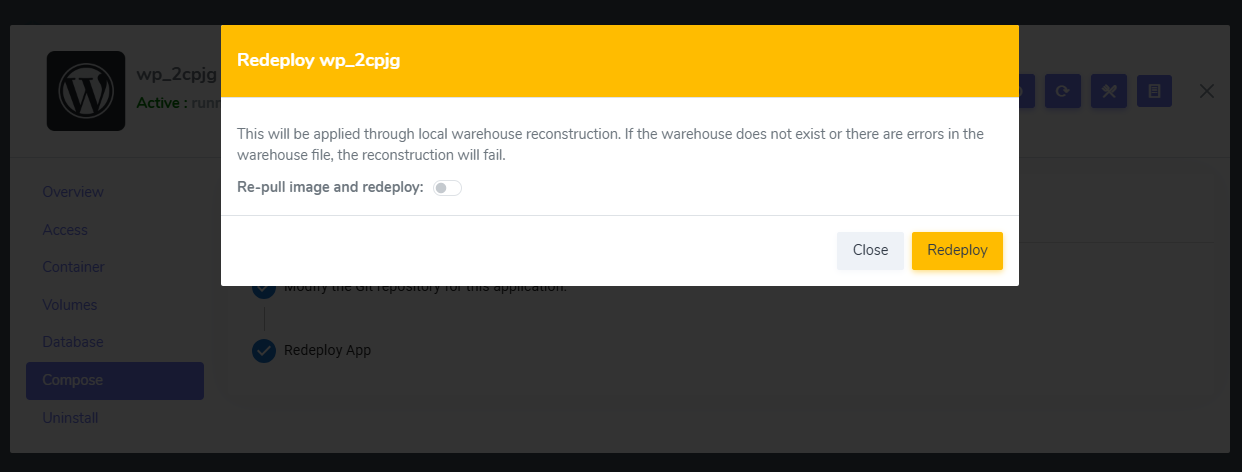 Redeploy wp_2cpjg
wp_2cpjg
Active :
This will be applied through local warehouse reconstruction. If the warehouse does not exist or there are errors in the
warehouse file, the reconstruction will fail.
Re-pull image and redeploy:
Close
Redeploy
Overview
Access
Container
Volumes
Database
Compose
Uninstall
Modify the Git repository for this application.
Redeploy App